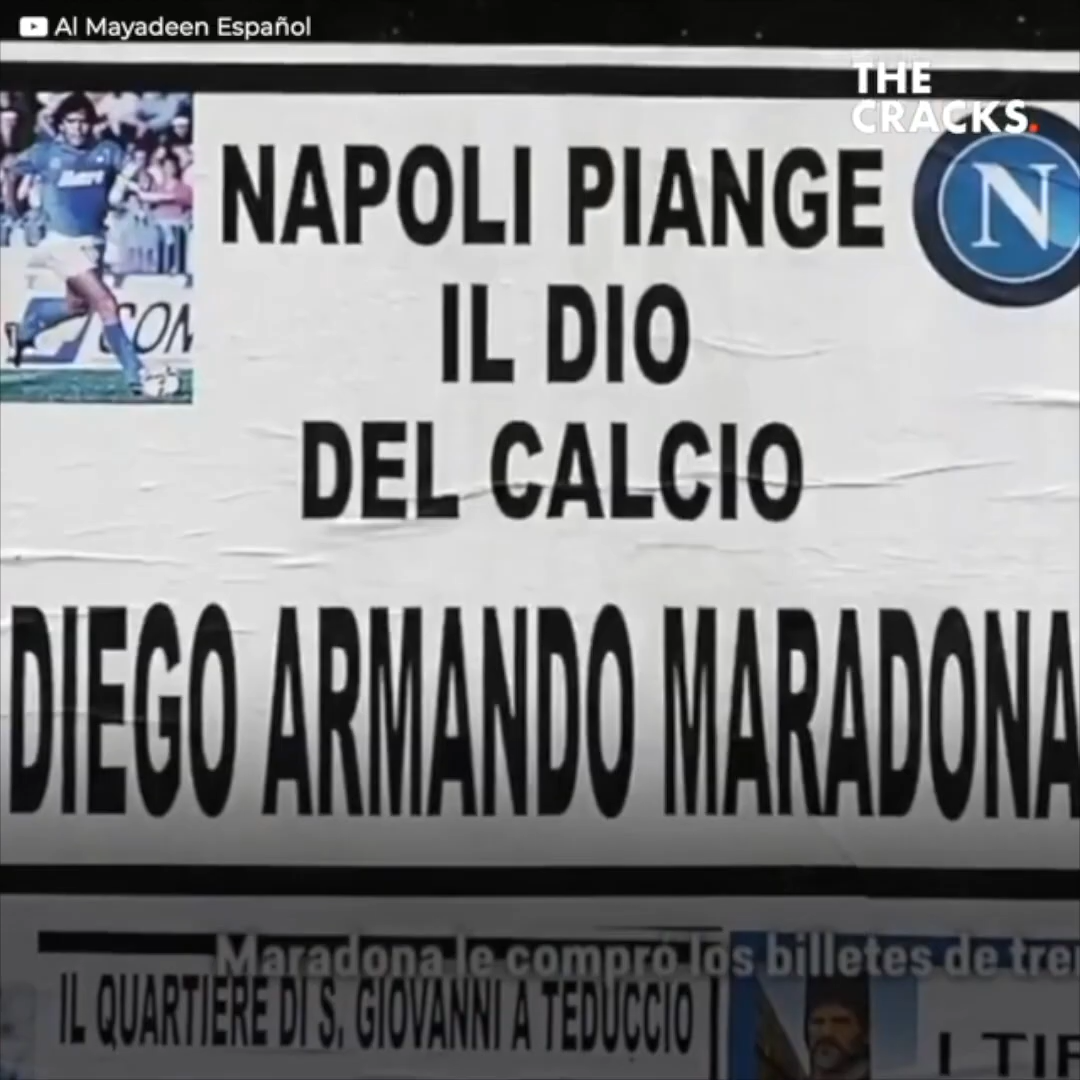 Al Mayadeen Español
THE
CRACKS.
N
NAPOLI PIANGE
IL DIO
DEL CALCIO
DIEGO ARMANDO MARADONA
Maradona le compró los billetes de tre
IL QUARTIERE DI S. GIOVANNI A TEDUCCIO
I TIF